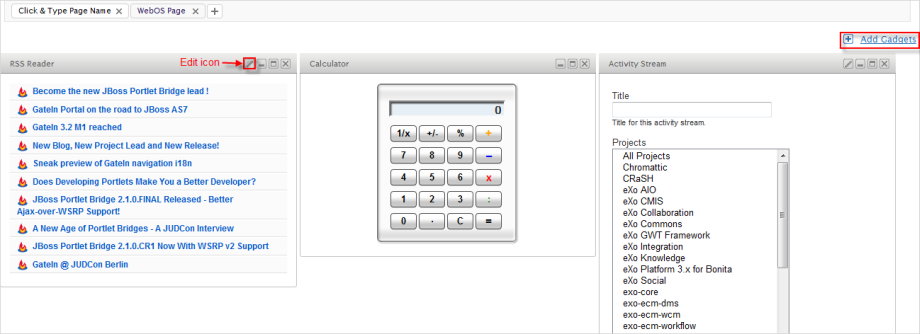 Click & Type Page Name
WebOS Page
Add Gadgets
RSS Reader
Edit icon
Become the new JBoss Portlet Bridge lead !
GateIn Portal on the road to JBoss AS7
GateIn 3.2 M1 reached
New Blog, New Project Lead and New Release!
Sneak preview of GateIn navigation i18n
Does Developing Portlets Make You a Better Developer?
JBoss Portlet Bridge 2.1.0.FINAL Released - Better
Ajax-over-WSRP Support!
A New Age of Portlet Bridges - A JUDCon Interview
JBoss Portlet Bridge 2.1.0.CR1 Now With WSRP v2 Support
GateIn @ JUDCon Berlin
Calculator
0
1/x +/- % +
7 8 9 -
4 5 6 x
1 2 3 :
0 . C =
Activity Stream
Title
Title for this activity stream.
Projects
All Projects
Chromattic
CRaSH
eXo AIO
eXo CMIS
eXo Collaboration
eXo Commons
eXo GWT Framework
eXo Integration
eXo Knowledge
eXo Platform 3.x for Bonita
eXo Social
exo-core
exo-ecm-dms
exo-ecm-wcm
exo-ecm-workflow